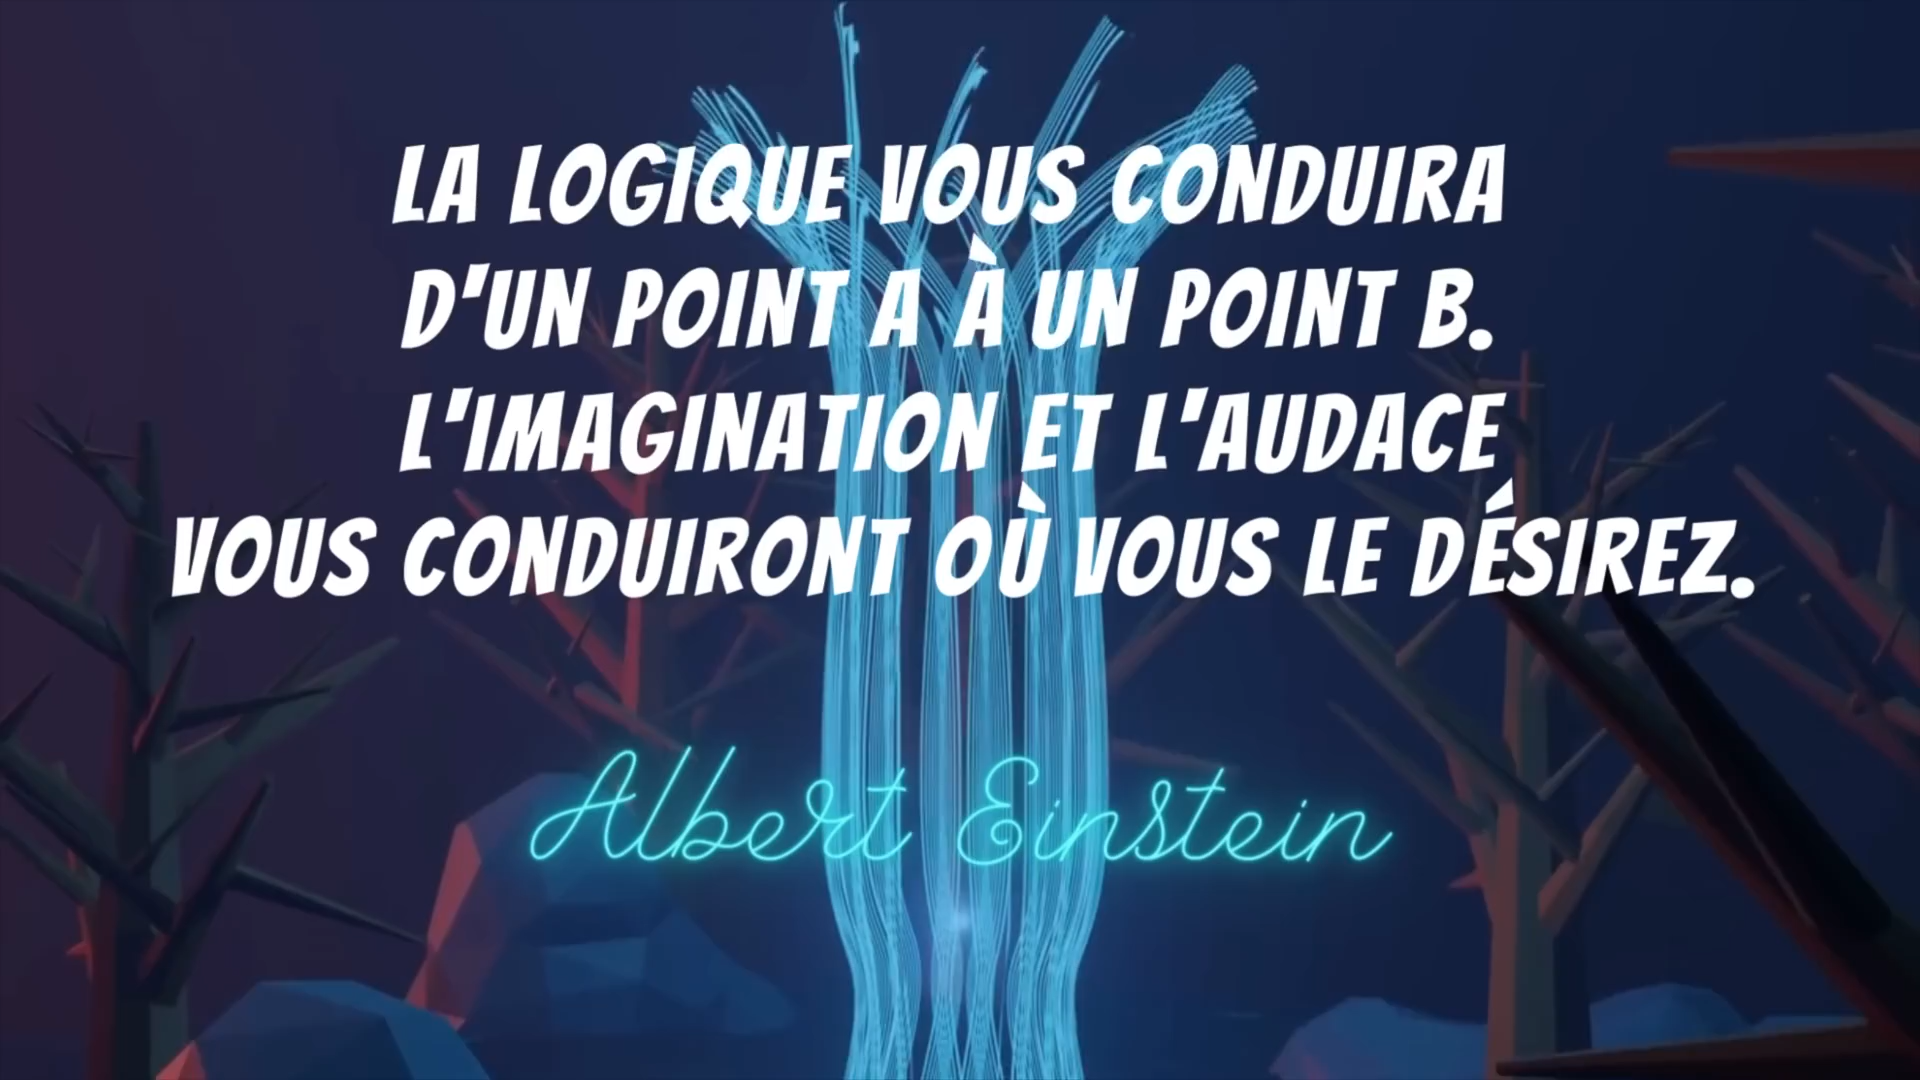 LA LOGIQUE VOUS CONDUIRA
D'UN POINT A À UN POINT B.
L'IMAGINATION ET L'AUDACE
VOUS CONDUIRONT OÙ VOUS LE DÉSIREZ.
Albert Einstein